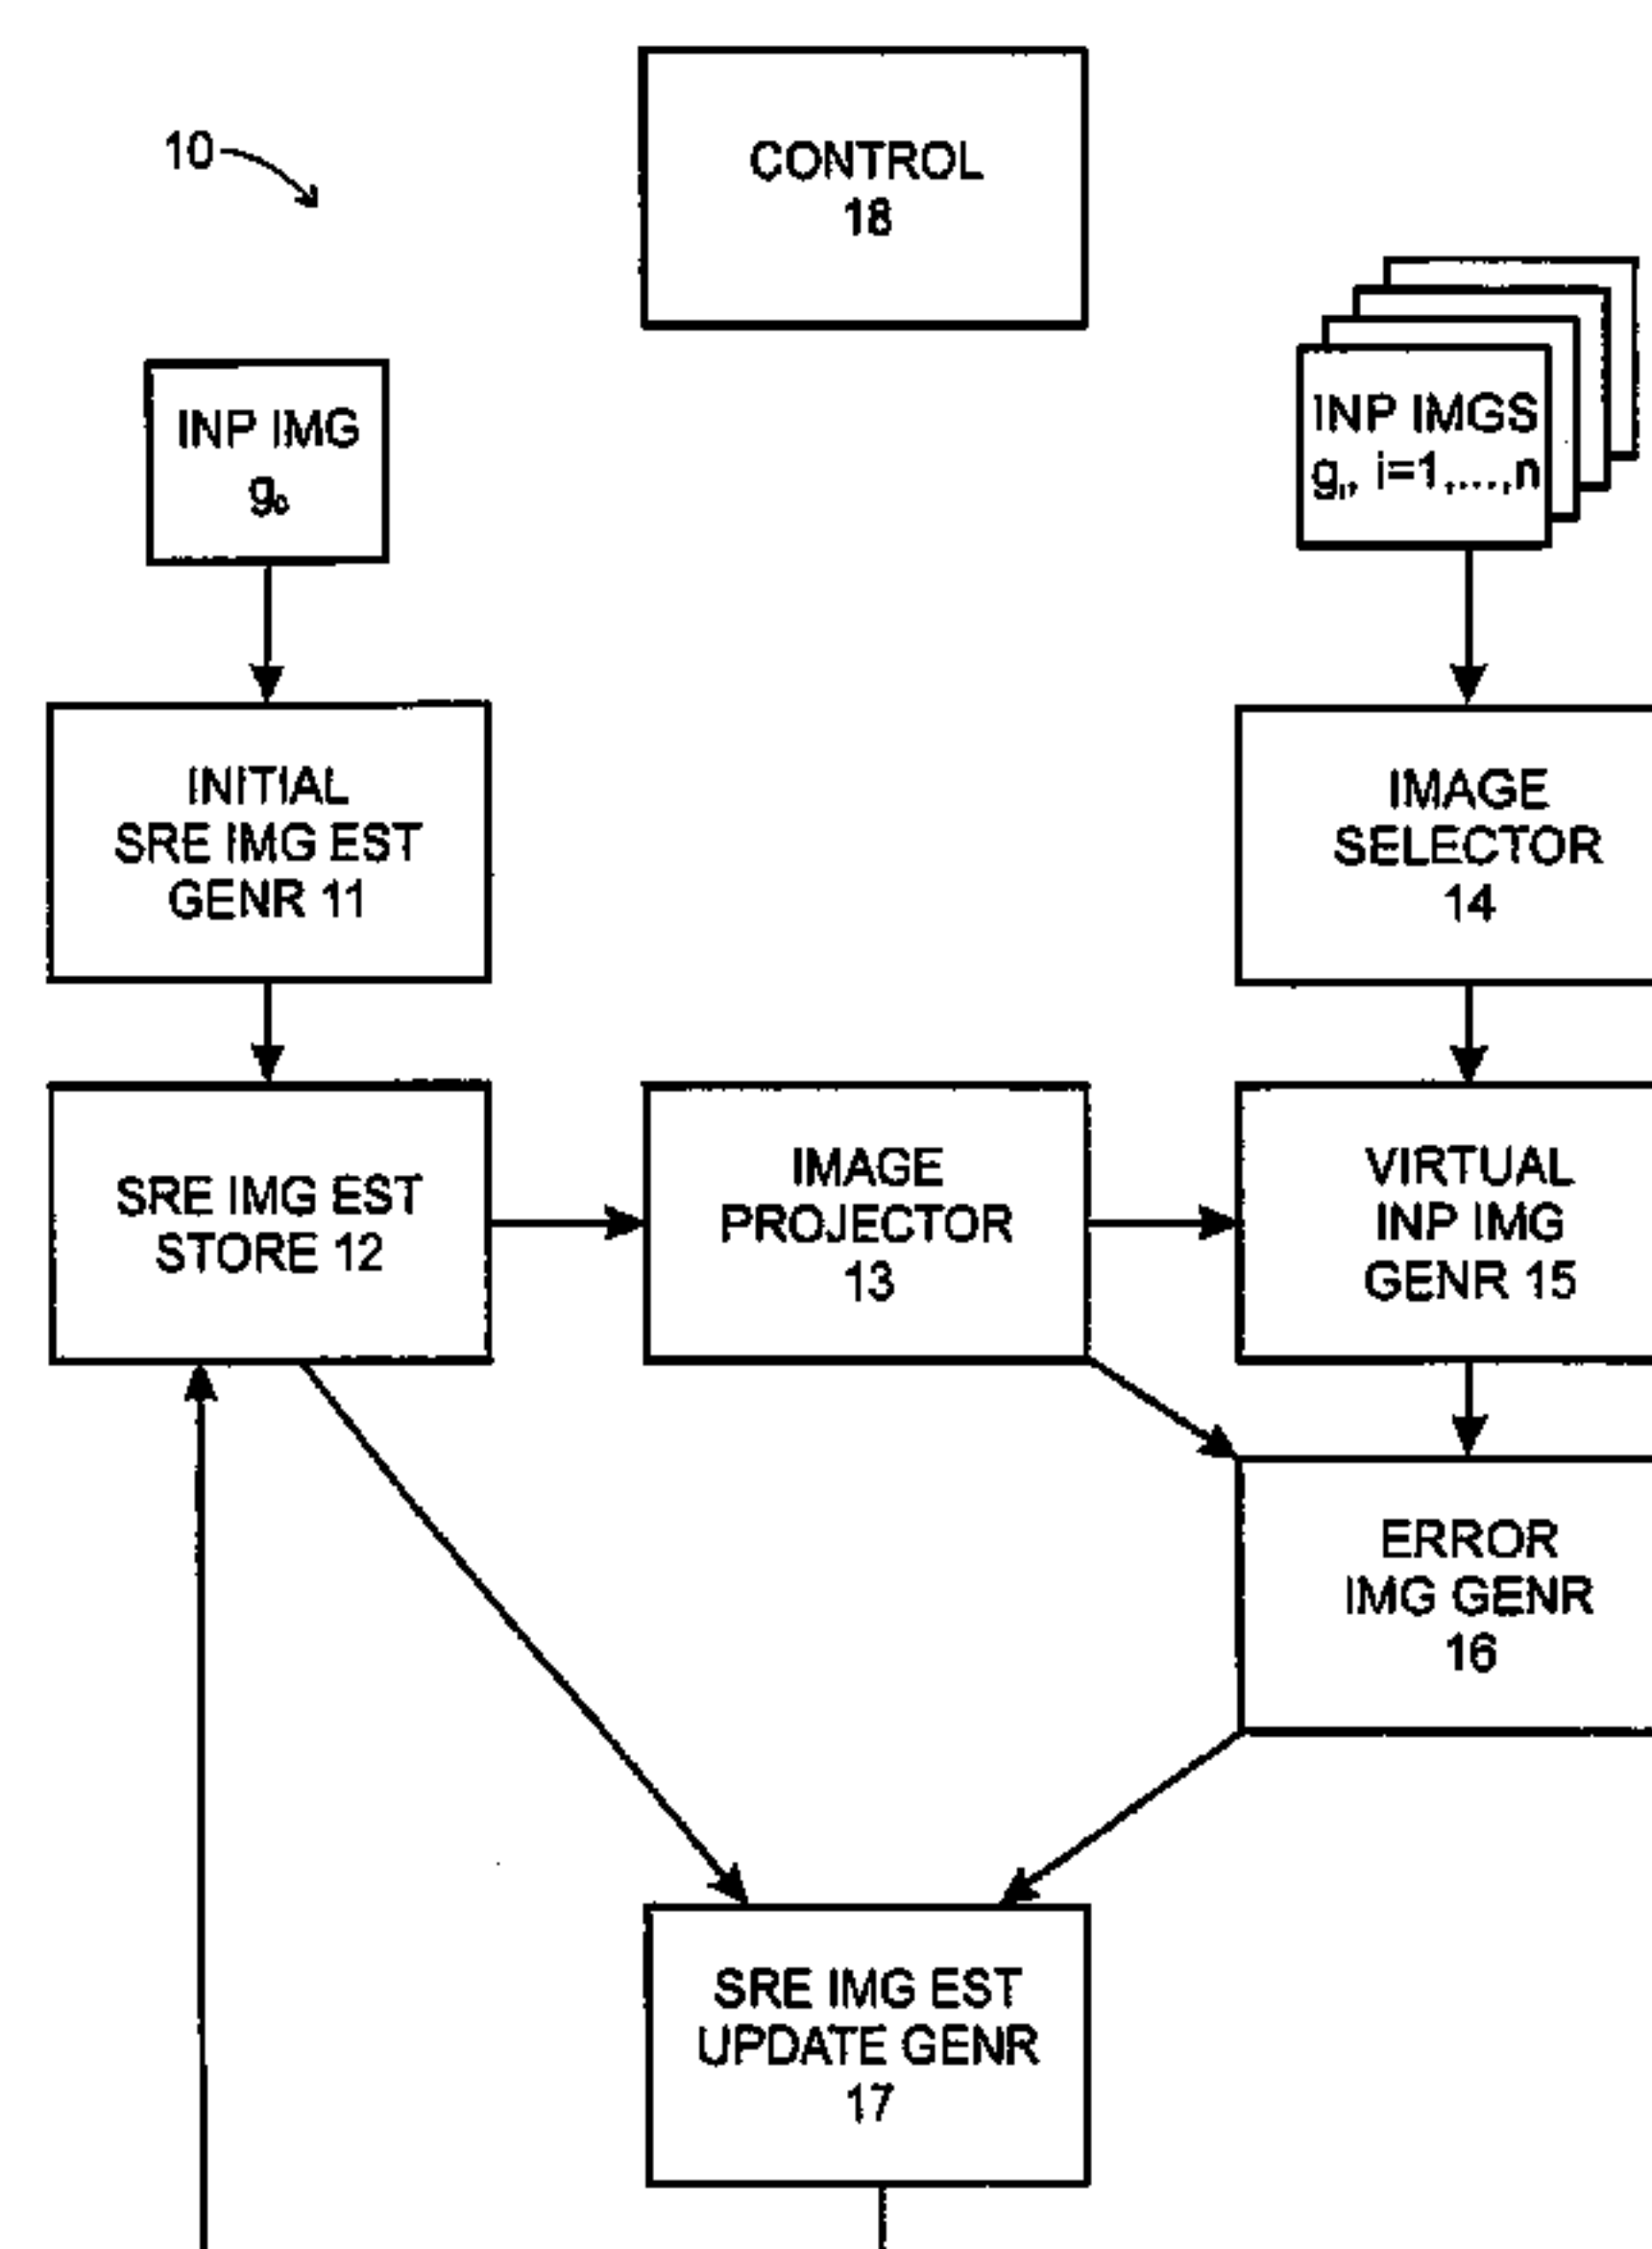 10
CONTROL
18
INP IMG
g₀
INP IMGS
gᵢ, i=1,...,n
INITIAL
SRE IMG EST
GENR 11
IMAGE
SELECTOR
14
SRE IMG EST
STORE 12
IMAGE
PROJECTOR
13
VIRTUAL
INP IMG
GENR 15
ERROR
IMG GENR
16
SRE IMG EST
UPDATE GENR
17